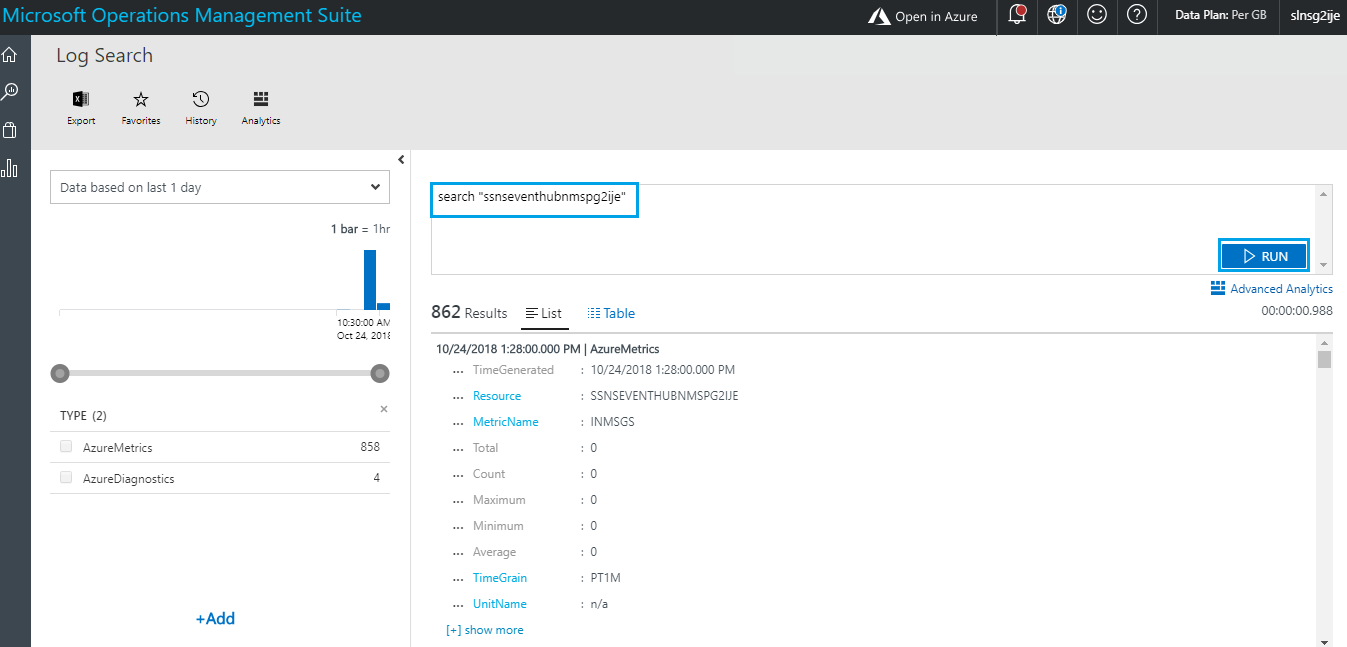 Microsoft Operations Management Suite
Open in Azure
Data Plan: Per GB
slnsg2ije
Log Search
Export
Favorites
History
Analytics
Data based on last 1 day
1 bar = 1hr
10:30:00 AM
Oct 24, 2018
TYPE (2)
AzureMetrics 858
AzureDiagnostics 4
+Add
search "ssnseventhubnmspg2ije"
RUN
Advanced Analytics
862 Results
List
Table
00:00:00.988
10/24/2018 1:28:00.000 PM | AzureMetrics
... TimeGenerated : 10/24/2018 1:28:00.000 PM
... Resource : SSNSEVENTHUBNMSPG2IJE
... MetricName : INMSGS
... Total : 0
... Count : 0
... Maximum : 0
... Minimum : 0
... Average : 0
... TimeGrain : PT1M
... UnitName : n/a
[+] show more